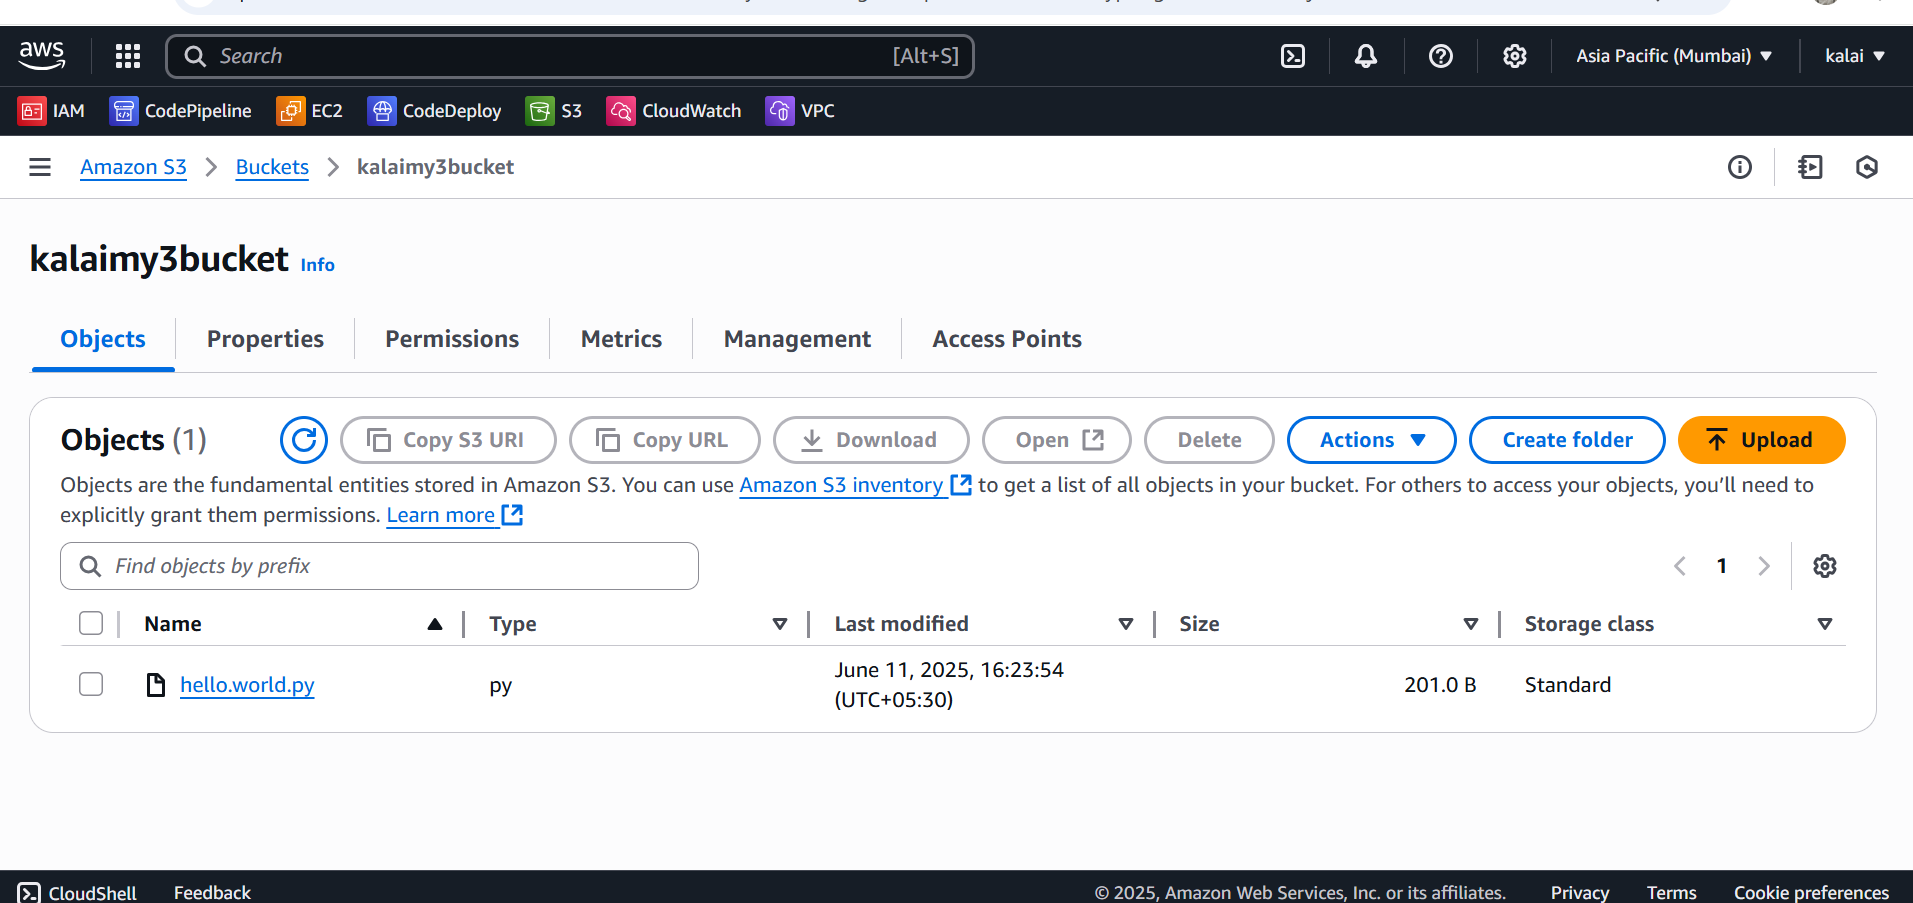 aws
Search [Alt+S]
Asia Pacific (Mumbai) kalai
IAM CodePipeline EC2 CodeDeploy S3 CloudWatch VPC
Amazon S3 Buckets kalaimy3bucket
kalaimy3bucket Info
Objects Properties Permissions Metrics Management Access Points
Objects (1) Copy S3 URI Copy URL Download Open Delete Actions Create folder Upload
Objects are the fundamental entities stored in Amazon S3. You can use Amazon S3 inventory to get a list of all objects in your bucket. For others to access your objects, you’ll need to
explicitly grant them permissions. Learn more
Find objects by prefix
1
Name Type Last modified Size Storage class
hello.world.py py June 11, 2025, 16:23:54 (UTC+05:30) 201.0 B Standard
CloudShell Feedback © 2025, Amazon Web Services, Inc. or its affiliates. Privacy Terms Cookie preferences